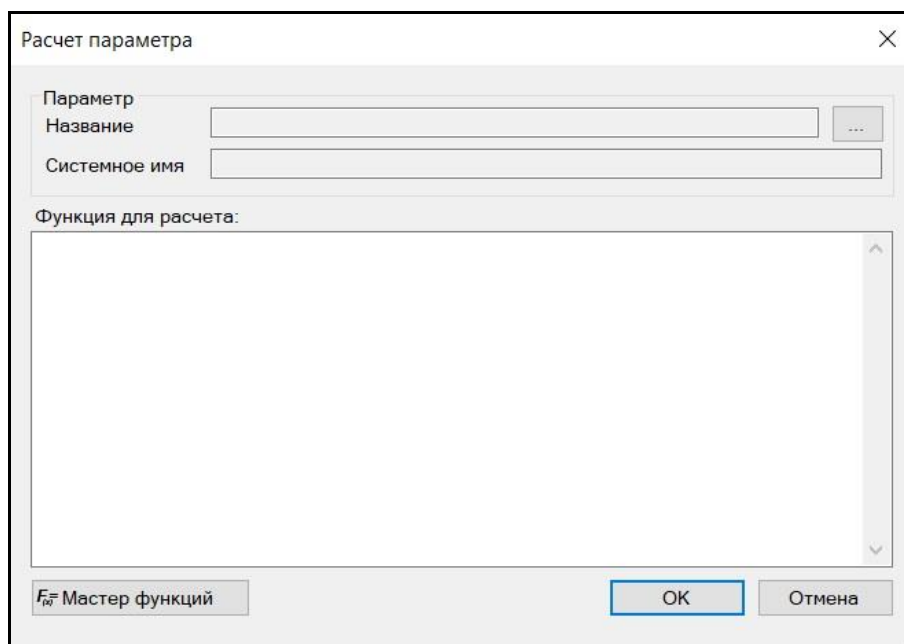 Расчет параметра
Параметр
Название
...
Системное имя
Функция для расчета:
F(x)= Мастер функций
OK
Отмена